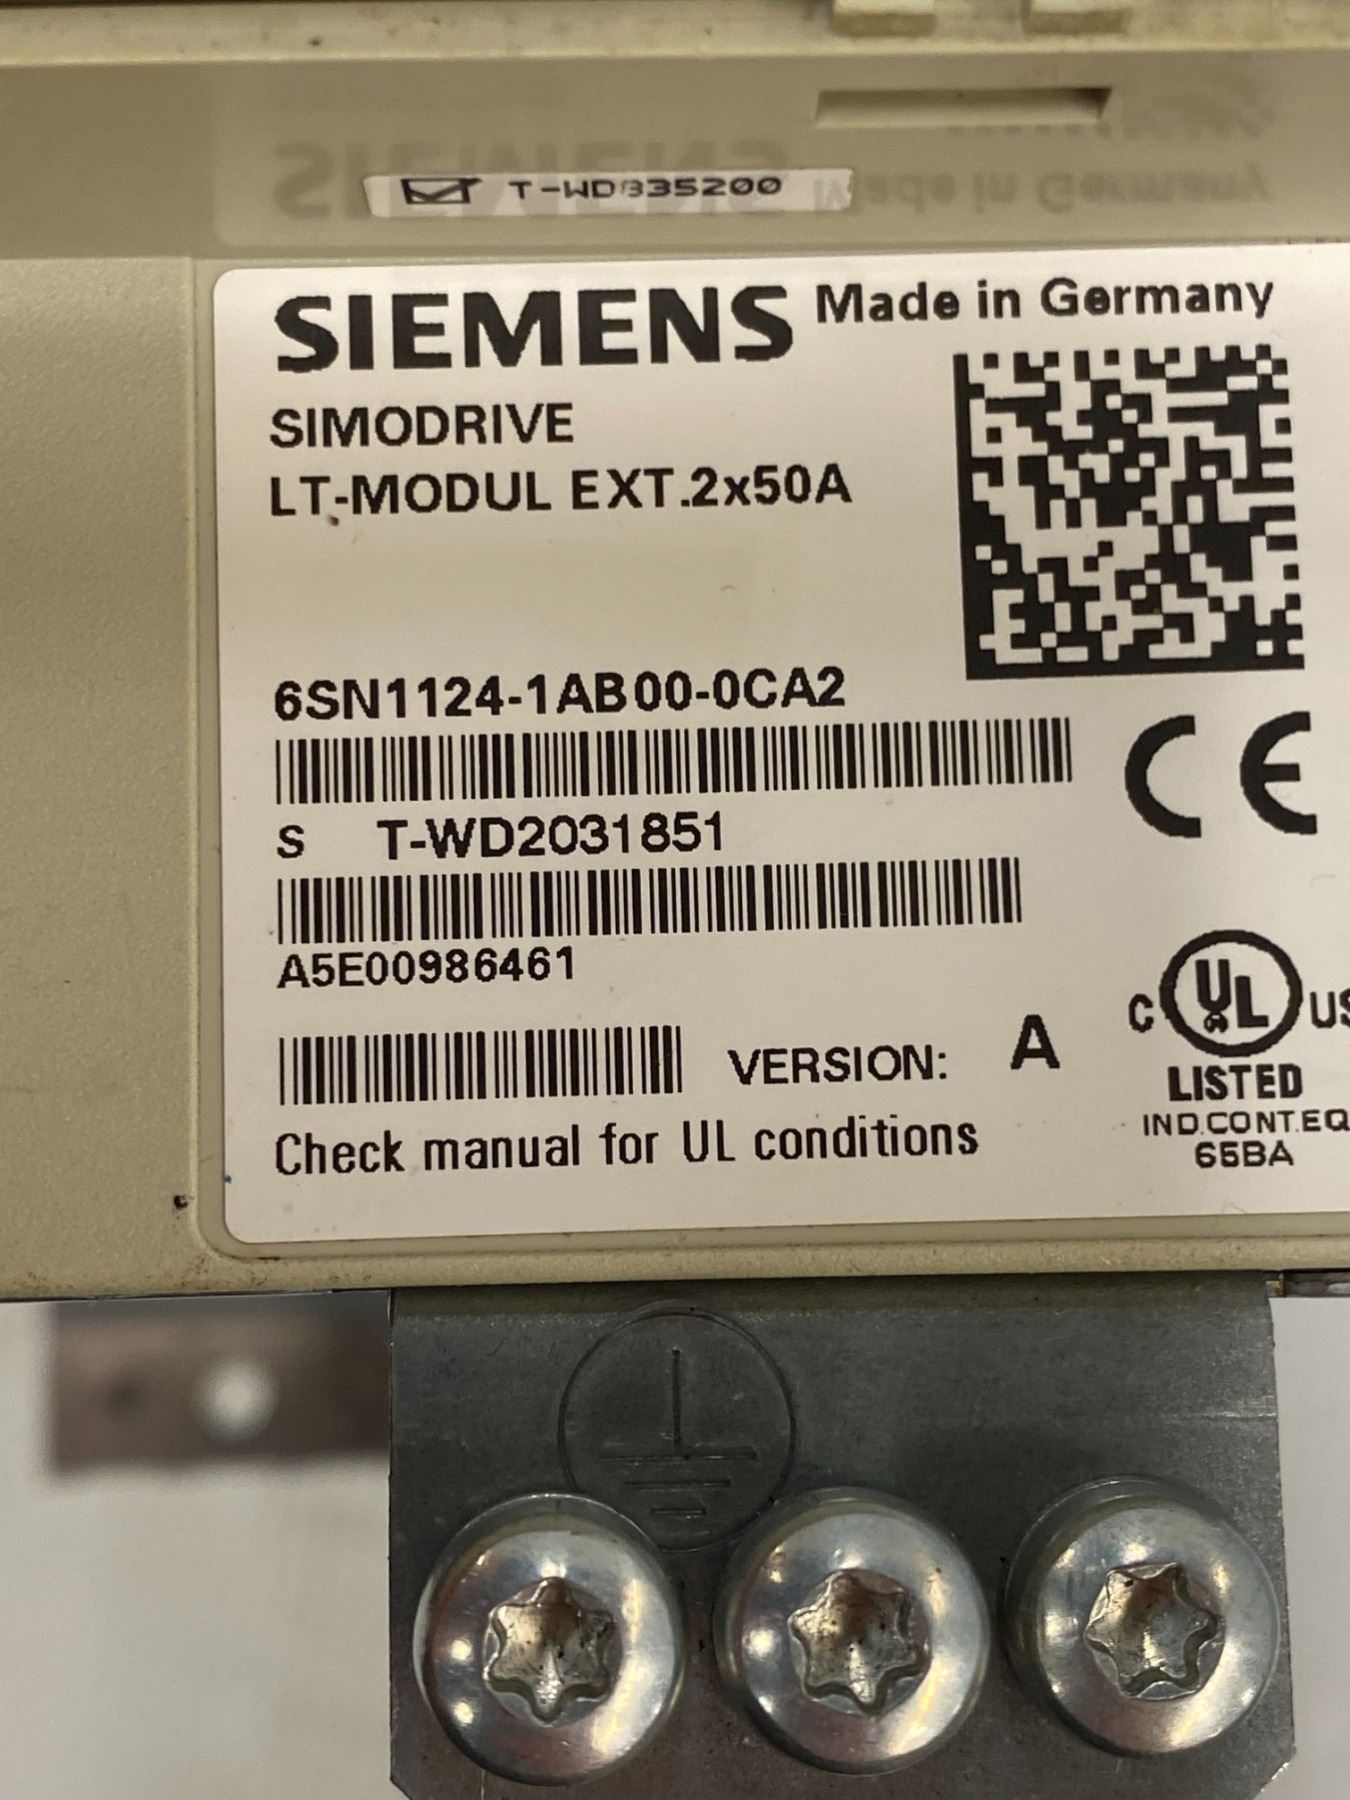 T-WD835200
SIEMENS Made in Germany
SIMODRIVE
LT-MODUL EXT.2x50A
6SN1124-1AB00-0CA2
S T-WD2031851
A5E00986461
VERSION: A
C UL US
LISTED
IND.CONT.EQ
65BA
Check manual for UL conditions